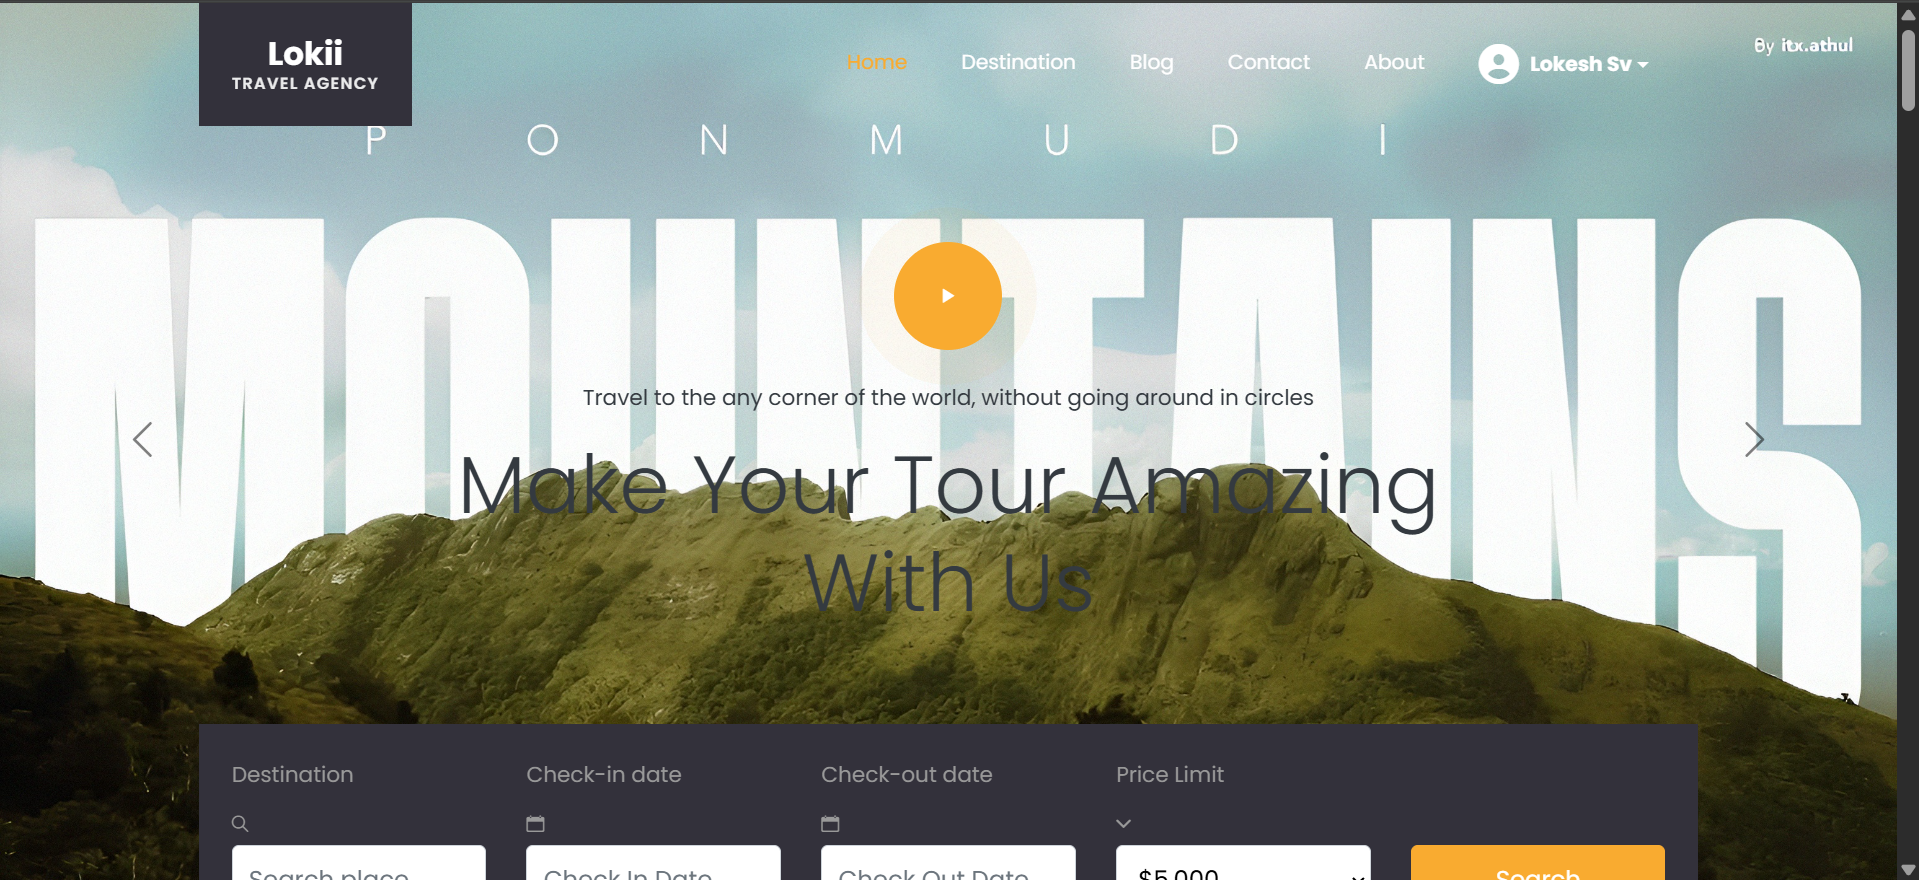 Lokii
TRAVEL AGENCY
Home
Destination
Blog
Contact
About
Lokesh Sv
By itx.athul
PONMUDI
MOUNTAINS
Travel to the any corner of the world, without going around in circles
Make Your Tour Amazing
With Us
Destination
Check-in date
Check-out date
Price Limit
Search place
Check In Date
Check Out Date
$5,000
Search